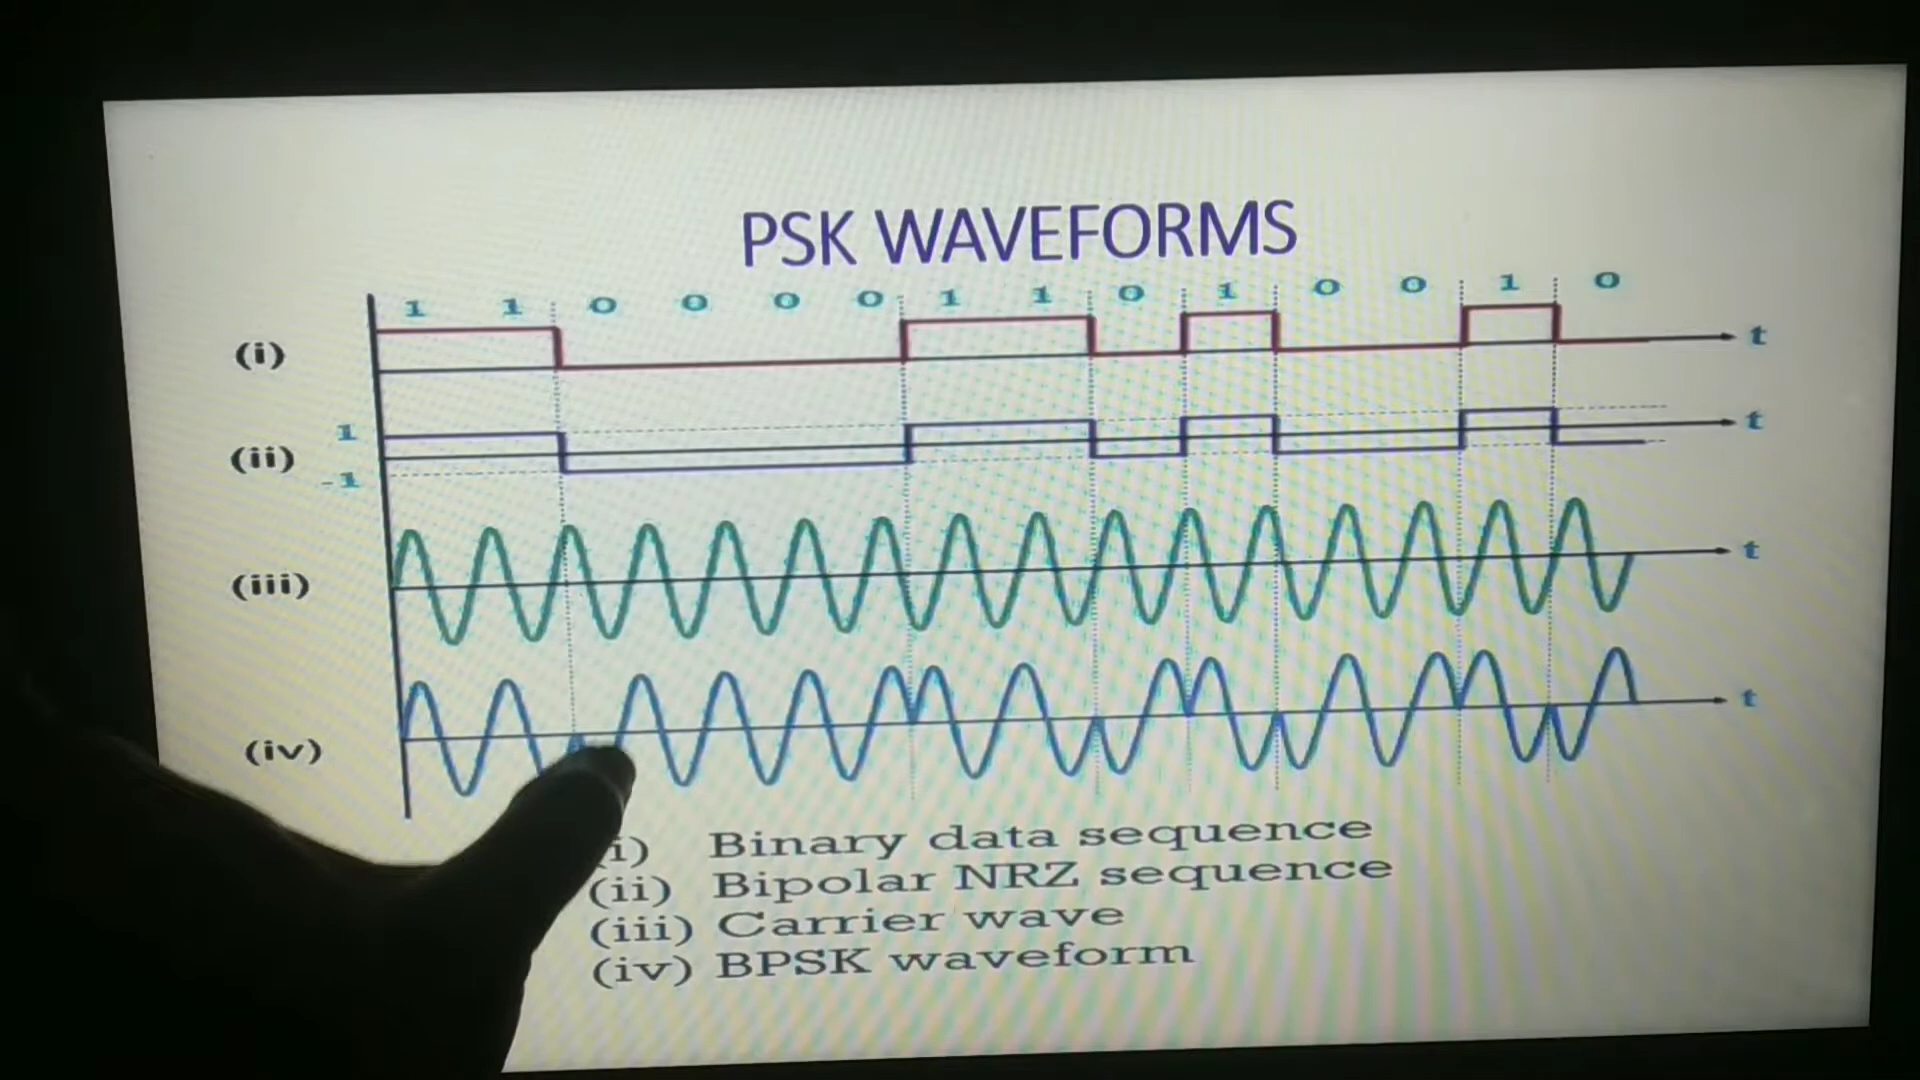 PSK WAVEFORMS
1 1 0 0 0 0 1 1 0 1 0 0 1 0
(i) t
1
(ii) t
-1
(iii) t
(iv) t
i) Binary data sequence
(ii) Bipolar NRZ sequence
(iii) Carrier wave
(iv) BPSK waveform